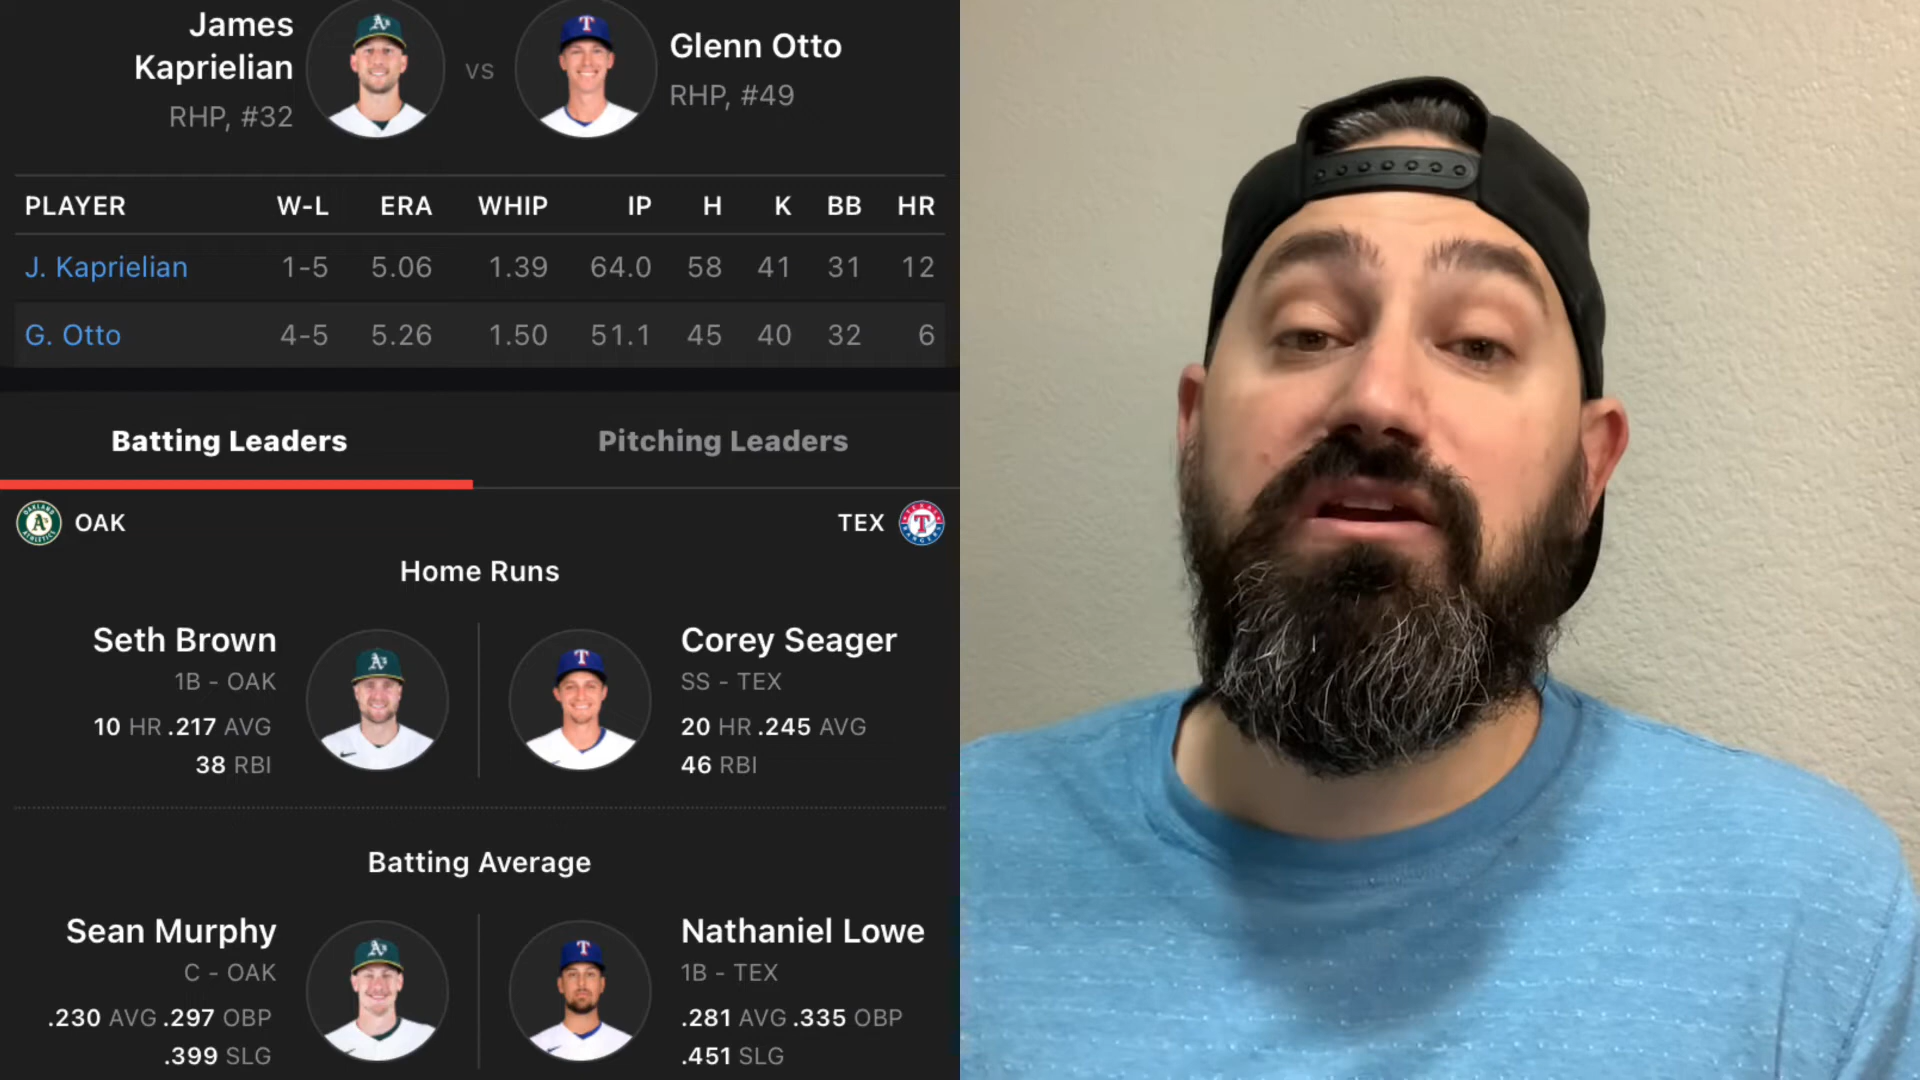 James
Kaprielian
RHP, #32
vs
Glenn Otto
RHP, #49
PLAYER W-L ERA WHIP IP H K BB HR
J. Kaprielian 1-5 5.06 1.39 64.0 58 41 31 12
G. Otto 4-5 5.26 1.50 51.1 45 40 32 6
Batting Leaders Pitching Leaders
OAK TEX
Home Runs
Seth Brown
1B - OAK
10 HR .217 AVG
38 RBI
Corey Seager
SS - TEX
20 HR .245 AVG
46 RBI
Batting Average
Sean Murphy
C - OAK
.230 AVG .297 OBP
.399 SLG
Nathaniel Lowe
1B - TEX
.281 AVG .335 OBP
.451 SLG